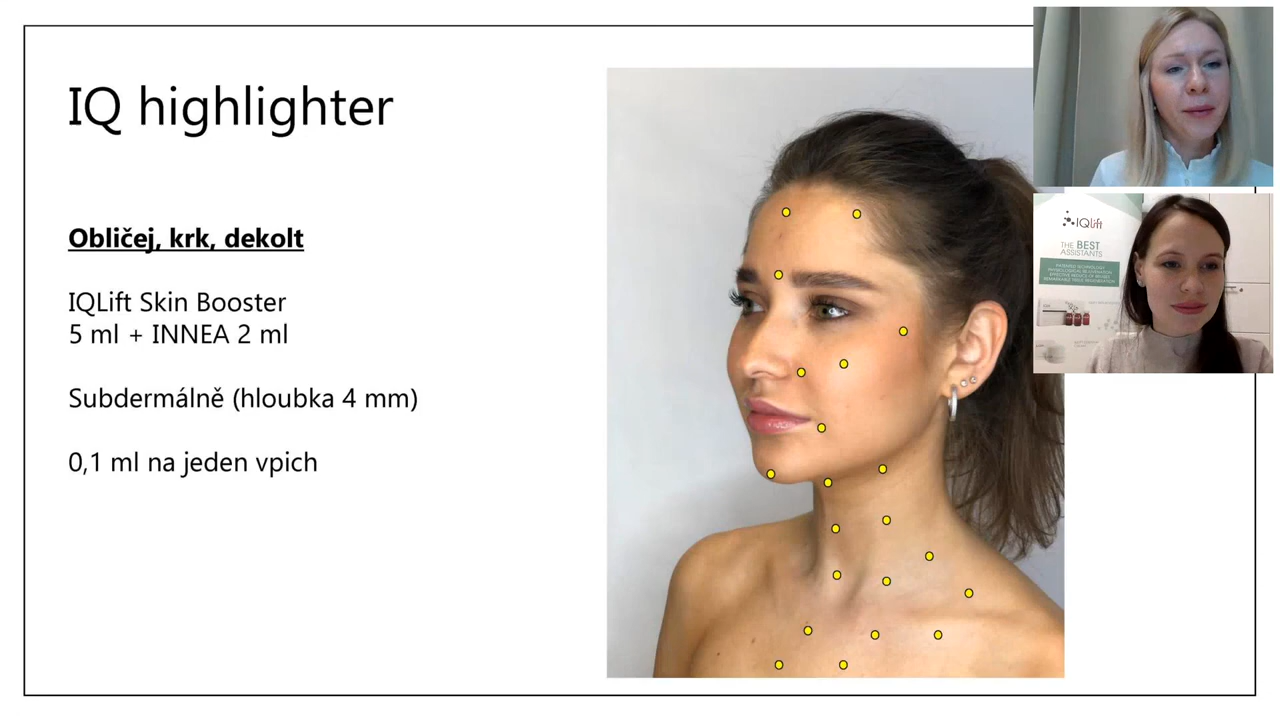 IQ highlighter
Obličej, krk, dekolt
IQLift Skin Booster
5 ml + INNEA 2 ml
Subdermálně (hloubka 4 mm)
0,1 ml na jeden vpich
IQLift
THE BEST
ASSISTANTS